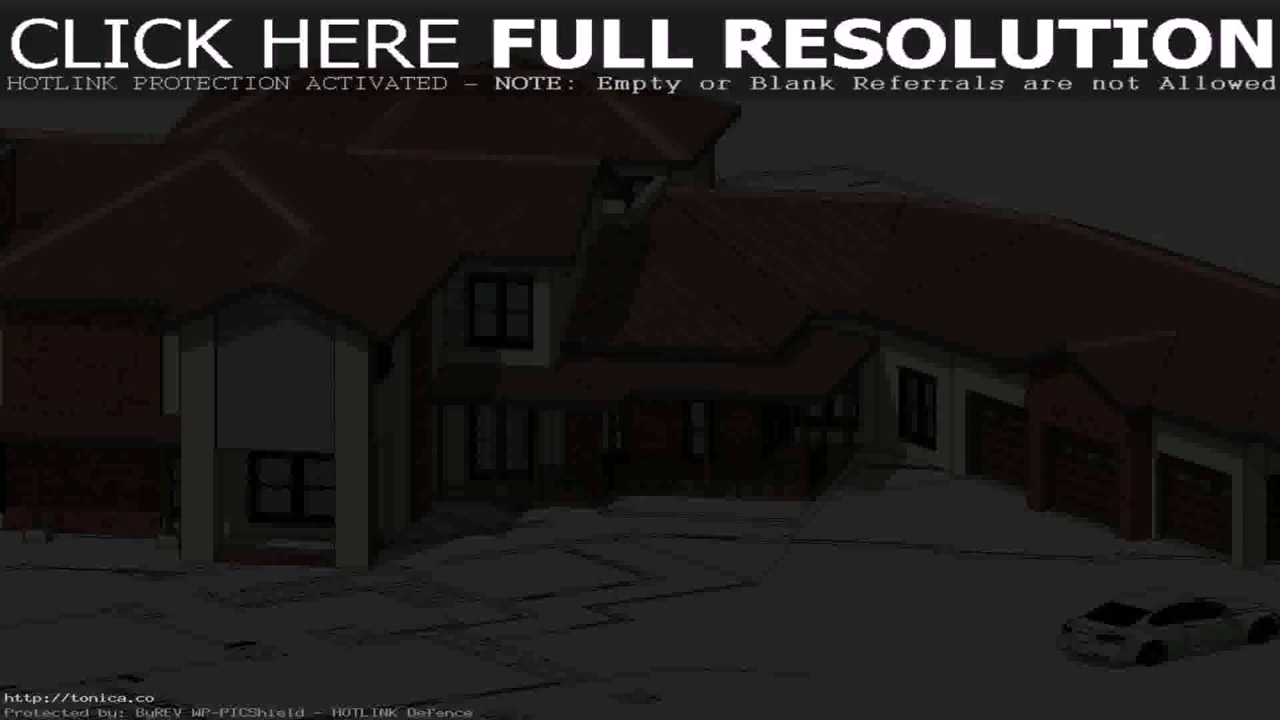 CLICK HERE FULL RESOLUTION
HOTLINK PROTECTION ACTIVATED - NOTE: Empty or Blank Referrals are not Allowed
http://tonica.co
Protected by: ByREV WP-PICShield - HOTLINK Defence